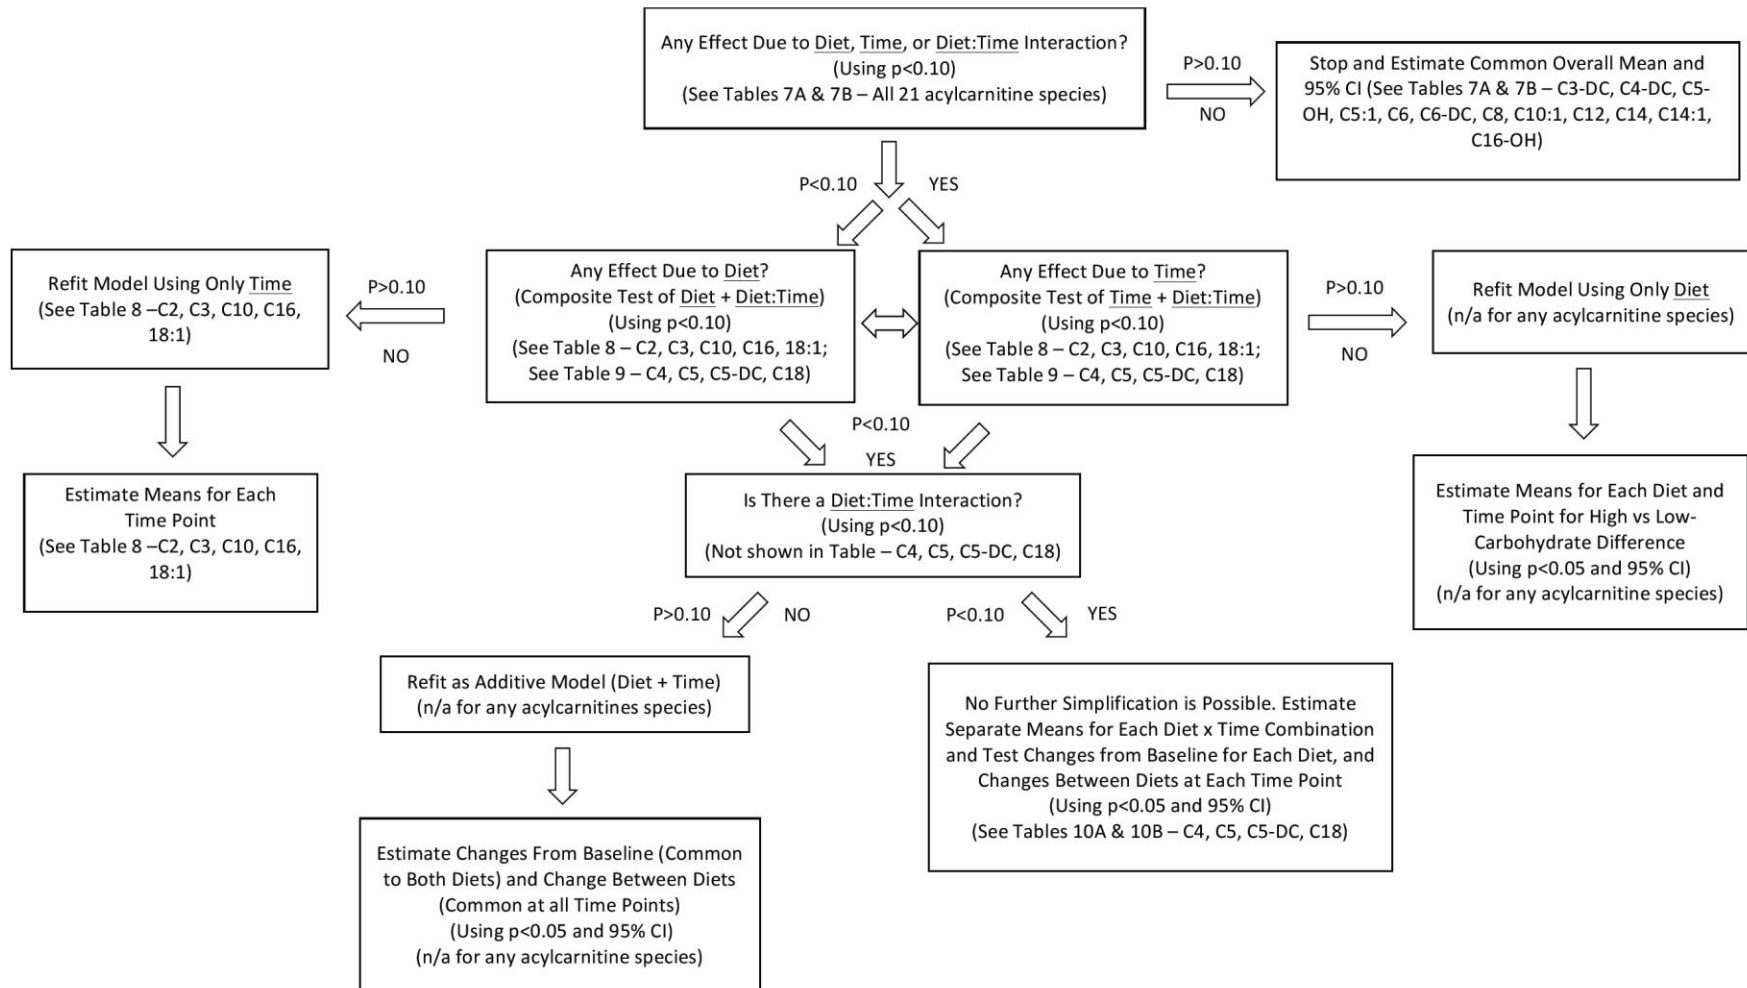 Any Effect Due to Diet, Time, or Diet:Time Interaction?
(Using p<0.10)
(See Tables 7A & 7B – All 21 acylcarnitine species)
P>0.10
NO
Stop and Estimate Common Overall Mean and
95% CI (See Tables 7A & 7B – C3-DC, C4-DC, C5-
OH, C5:1, C6, C6-DC, C8, C10:1, C12, C14, C14:1,
C16-OH)
P<0.10
YES
Refit Model Using Only Time
(See Table 8 –C2, C3, C10, C16,
18:1)
P>0.10
NO
Any Effect Due to Diet?
(Composite Test of Diet + Diet:Time)
(Using p<0.10)
(See Table 8 – C2, C3, C10, C16, 18:1;
See Table 9 – C4, C5, C5-DC, C18)
Any Effect Due to Time?
(Composite Test of Time + Diet:Time)
(Using p<0.10)
(See Table 8 – C2, C3, C10, C16, 18:1;
See Table 9 – C4, C5, C5-DC, C18)
P>0.10
NO
Refit Model Using Only Diet
(n/a for any acylcarnitine species)
Estimate Means for Each
Time Point
(See Table 8 –C2, C3, C10, C16,
18:1)
P<0.10
YES
Is There a Diet:Time Interaction?
(Using p<0.10)
(Not shown in Table – C4, C5, C5-DC, C18)
Estimate Means for Each Diet and
Time Point for High vs Low-
Carbohydrate Difference
(Using p<0.05 and 95% CI)
(n/a for any acylcarnitine species)
P>0.10
NO
P<0.10
YES
Refit as Additive Model (Diet + Time)
(n/a for any acylcarnitines species)
No Further Simplification is Possible. Estimate
Separate Means for Each Diet x Time Combination
and Test Changes from Baseline for Each Diet, and
Changes Between Diets at Each Time Point
(Using p<0.05 and 95% CI)
(See Tables 10A & 10B – C4, C5, C5-DC, C18)
Estimate Changes From Baseline (Common
to Both Diets) and Change Between Diets
(Common at all Time Points)
(Using p<0.05 and 95% CI)
(n/a for any acylcarnitine species)